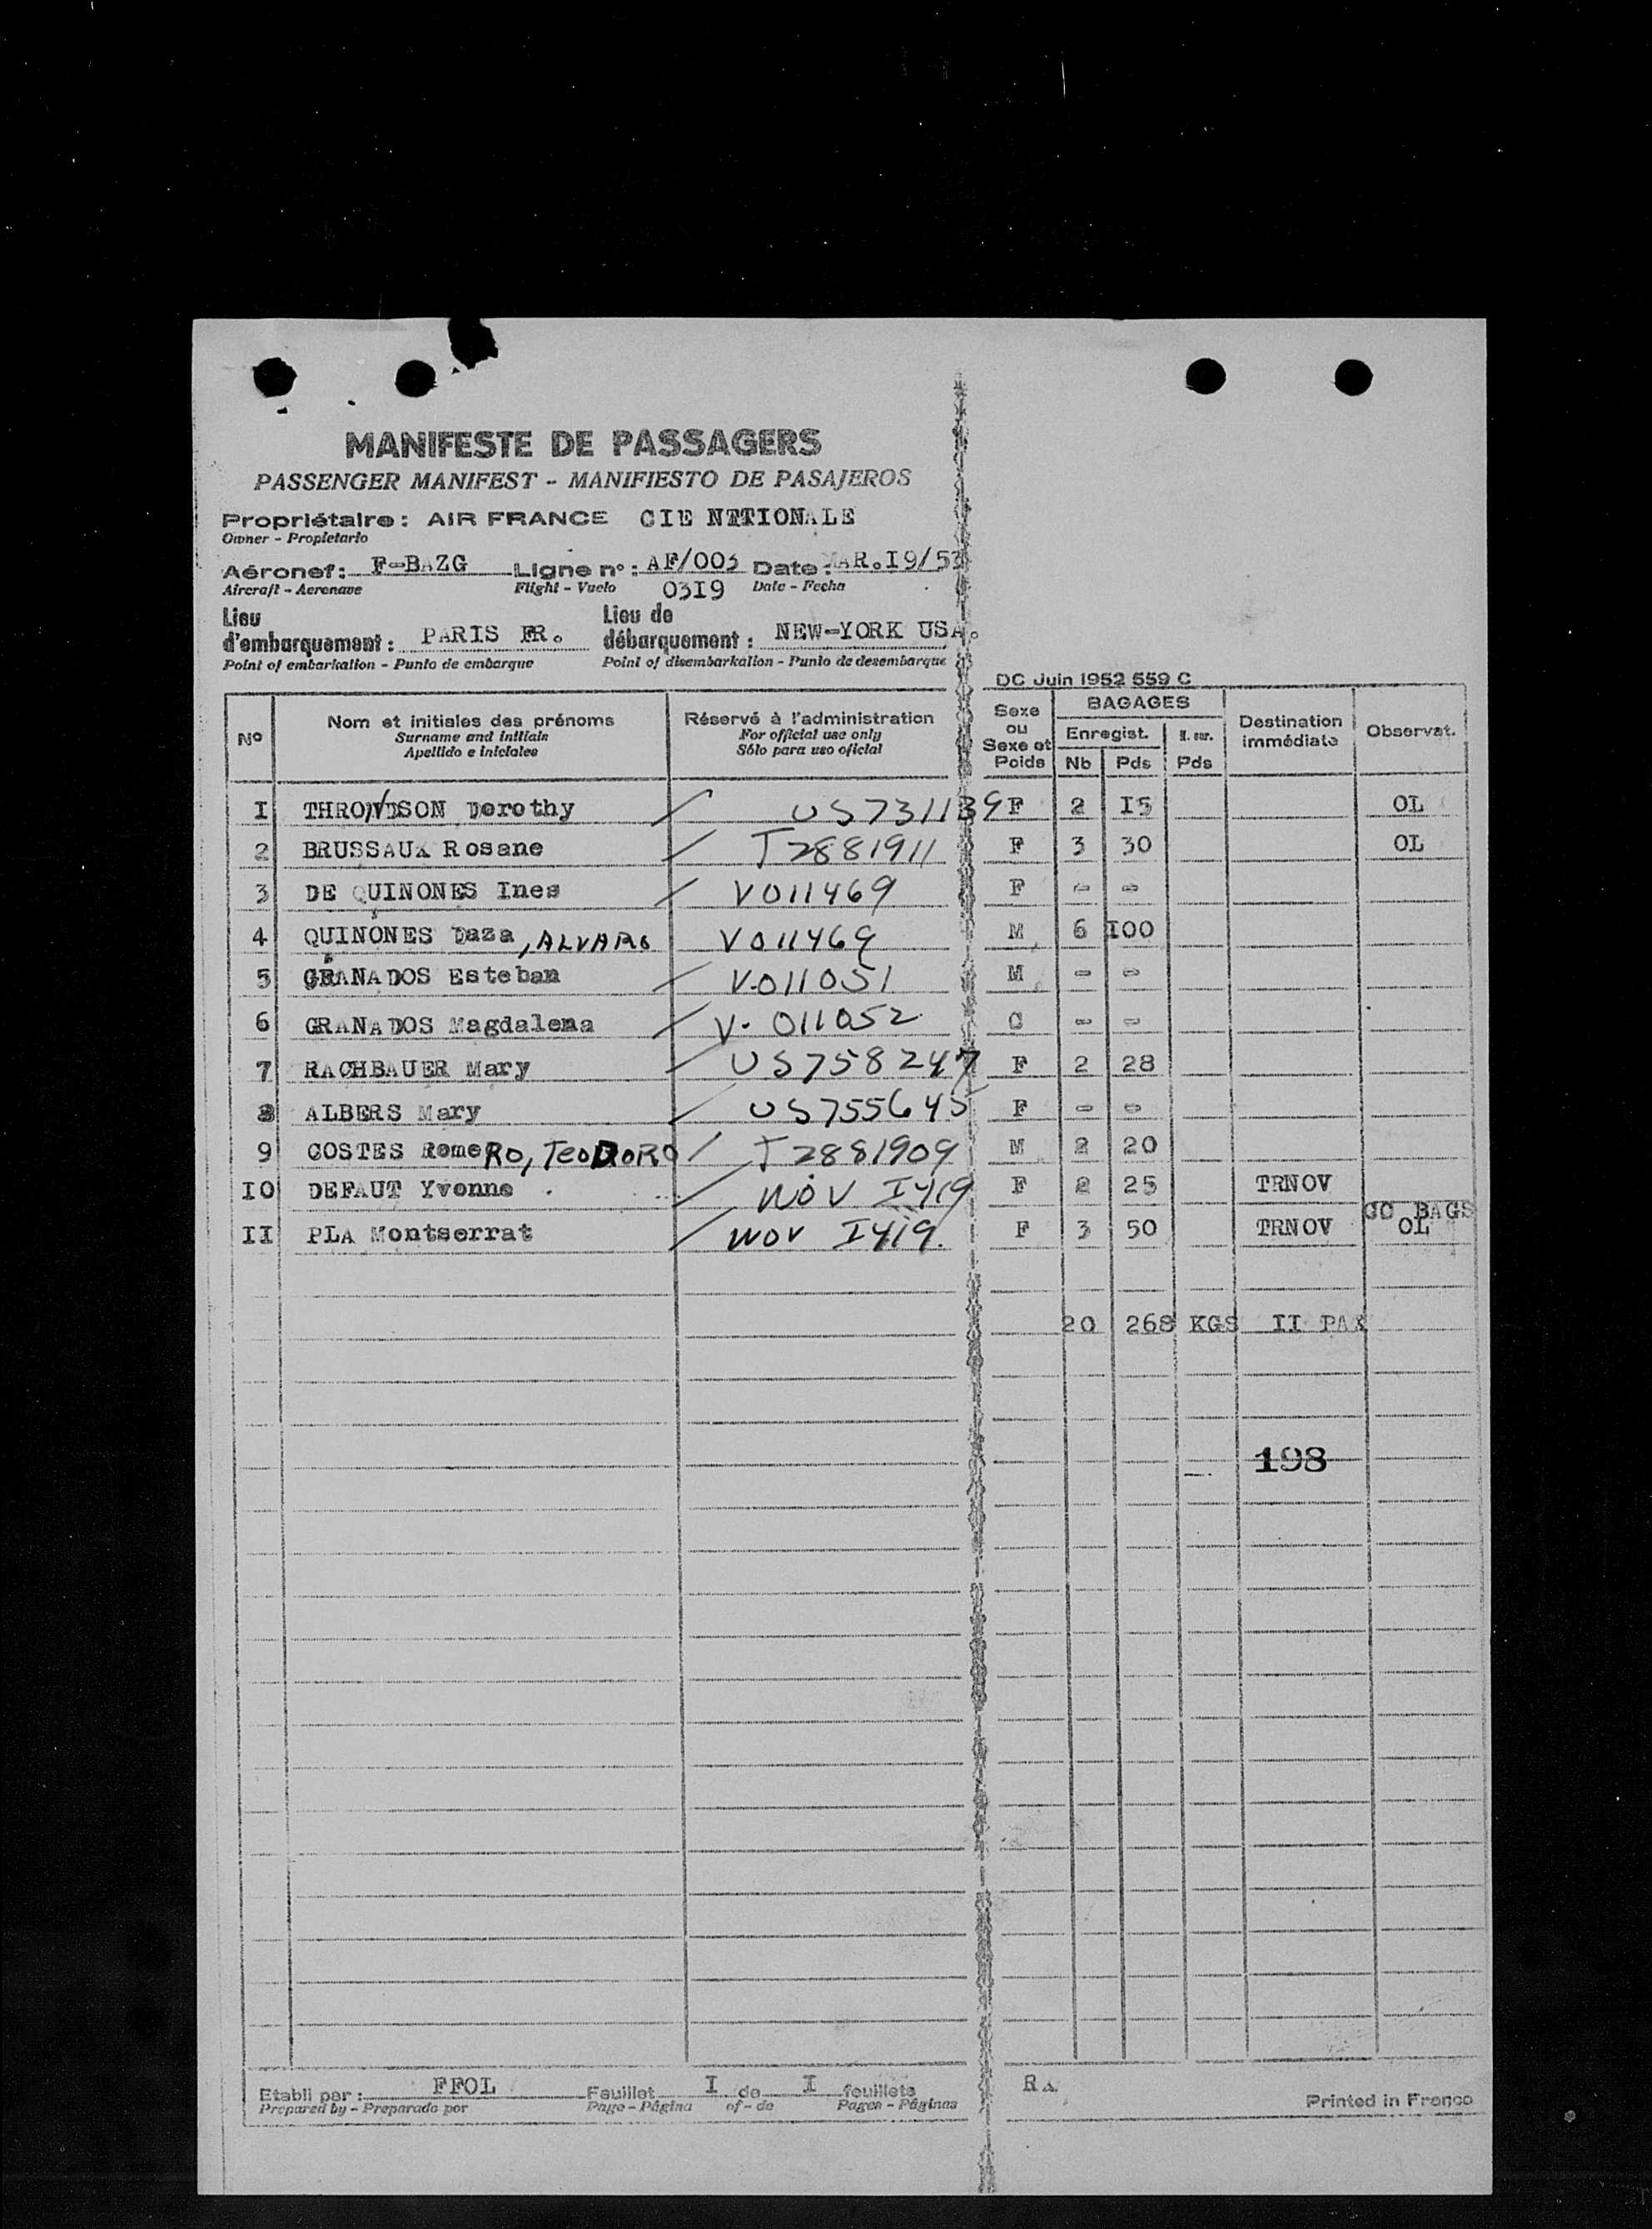 MANIFESTE DE PASSAGERS
PASSENGER MANIFEST - MANIFIESTO DE PASAJEROS
Propriétaire : AIR FRANCE CIE NTTIONALE
Owner - Propietario
Aéronef : F-BAZG Ligne n° : AF/003 Date : MAR.I9/53
Aircraft - Aeronave Flight - Vuelo 03I9 Date - Fecha
Lieu d'embarquement : PARIS FR. Lieu de débarquement : NEW-YORK USA.
Point of embarkation - Punto de embarque Point of disembarkation - Punto de desembarque
DC Juin 1952 559 C
N° Nom et initiales des prénoms Réservé à l'administration Sexe ou Sexe et Poids BAGAGES Enregist. Nb Pds Pds Destination immédiate Observat.
Surname and initials For official use only
Apellido e iniciales Sólo para uso oficial
I THRONDSON Dorothy US731139 F 2 I5 OL
2 BRUSSAUX Rosane T2881911 F 3 30 OL
3 DE QUINONES Ines V011469 F - -
4 QUINONES Daza, ALVARO V011469 M 6 I00
5 GRANADOS Esteban V-011051 M - -
6 GRANADOS Magdalena V-011052 C - -
7 RACHBAUER Mary US758247 F 2 28
8 ALBERS Mary US755645 F - -
9 COSTES RomeRO, TEODORO T2881909 M 2 20
I0 DEFAUT Yvonne WOV I419 F 2 25 TRNOV
II PLA Montserrat WOV I419. F 3 50 TRNOV CC BAGS OL
20 268 KGS II PAX
198
Etabli par : FFOL Feuillet I de I feuillets RX
Prepared by - Preparado por Page - Página of - de Pages - Páginas
Printed in France